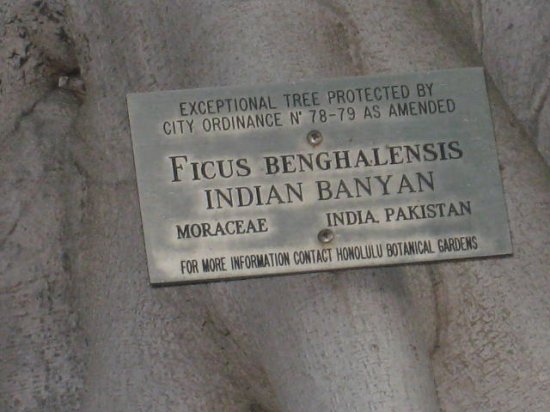 EXCEPTIONAL TREE PROTECTED BY
CITY ORDINANCE Nº 78-79 AS AMENDED
FICUS BENGHALENSIS
INDIAN BANYAN
MORACEAE INDIA, PAKISTAN
FOR MORE INFORMATION CONTACT HONOLULU BOTANICAL GARDENS